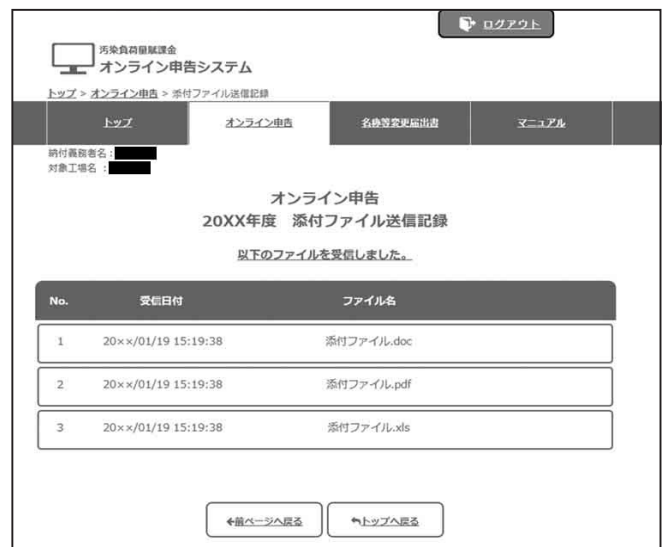 ログアウト
汚染負荷量賦課金
オンライン申告システム
トップ > オンライン申告 > 添付ファイル送信記録
トップ オンライン申告 名称等変更届出書 マニュアル
納付義務者名:
対象工場名 :
オンライン申告
20XX年度 添付ファイル送信記録
以下のファイルを受信しました。
No. 受信日付 ファイル名
1 20××/01/19 15:19:38 添付ファイル.doc
2 20××/01/19 15:19:38 添付ファイル.pdf
3 20××/01/19 15:19:38 添付ファイル.xls
前ページへ戻る トップへ戻る